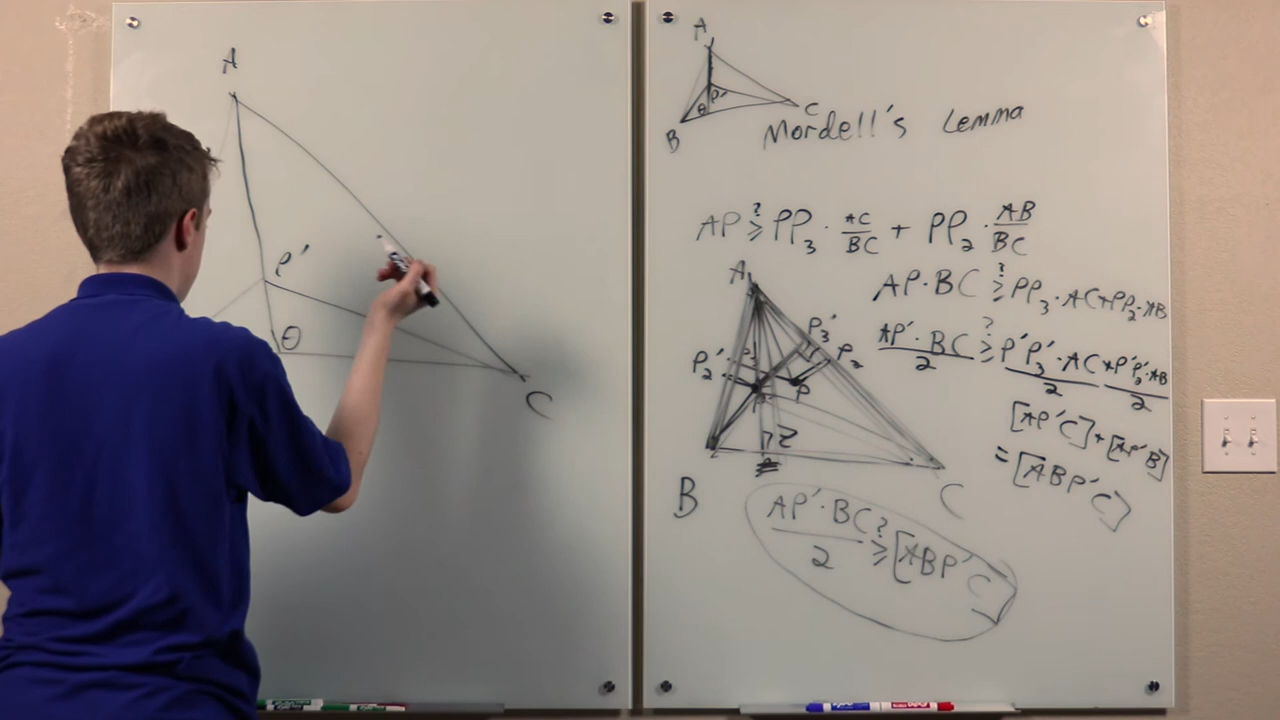 A
P'
θ
C
A
P'
θ
B
C
Mordell's Lemma
AP ≥? PP₃ · AC/BC + PP₂ · AB/BC
AP·BC ≥? PP₃·AC+PP₂·AB
AP'·BC/2 ≥? P'P₃'·AC/2 + P'P₂'·AB/2
[AP'C]+[AP'B]
=[ABP'C]
A
P₃'
P₂
P₂'
P
Z
B
C
AP'·BC/2 ≥? [ABP'C]